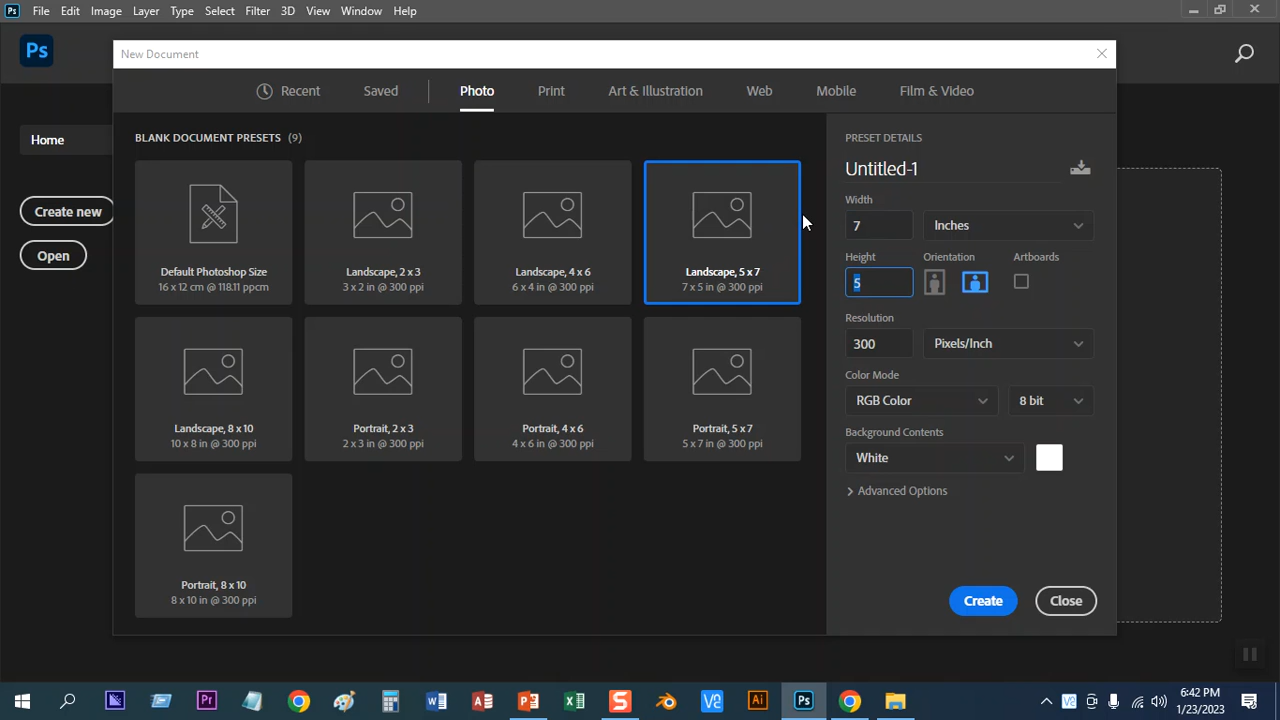 Ps File Edit Image Layer Type Select Filter 3D View Window Help
Ps
New Document
Recent Saved Photo Print Art & Illustration Web Mobile Film & Video
Home
Create new
Open
BLANK DOCUMENT PRESETS (9)
Default Photoshop Size
16 x 12 cm @ 118.11 ppcm
Landscape, 2 x 3
3 x 2 in @ 300 ppi
Landscape, 4 x 6
6 x 4 in @ 300 ppi
Landscape, 5 x 7
7 x 5 in @ 300 ppi
Landscape, 8 x 10
10 x 8 in @ 300 ppi
Portrait, 2 x 3
2 x 3 in @ 300 ppi
Portrait, 4 x 6
4 x 6 in @ 300 ppi
Portrait, 5 x 7
5 x 7 in @ 300 ppi
Portrait, 8 x 10
8 x 10 in @ 300 ppi
PRESET DETAILS
Untitled-1
Width
7 Inches
Height Orientation Artboards
5
Resolution
300 Pixels/Inch
Color Mode
RGB Color 8 bit
Background Contents
White
Advanced Options
Create Close
Pr W A P X S Ai Ps
6:42 PM
1/23/2023